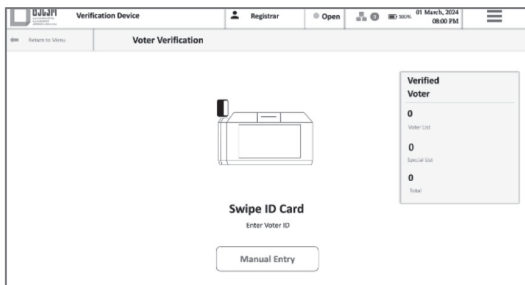 Verification Device
Registrar
Open
100%
01 March, 2024
08:00 PM
Return to Menu
Voter Verification
Verified
Voter
0
Voter List
0
Special List
0
Total
Swipe ID Card
Enter Voter ID
Manual Entry